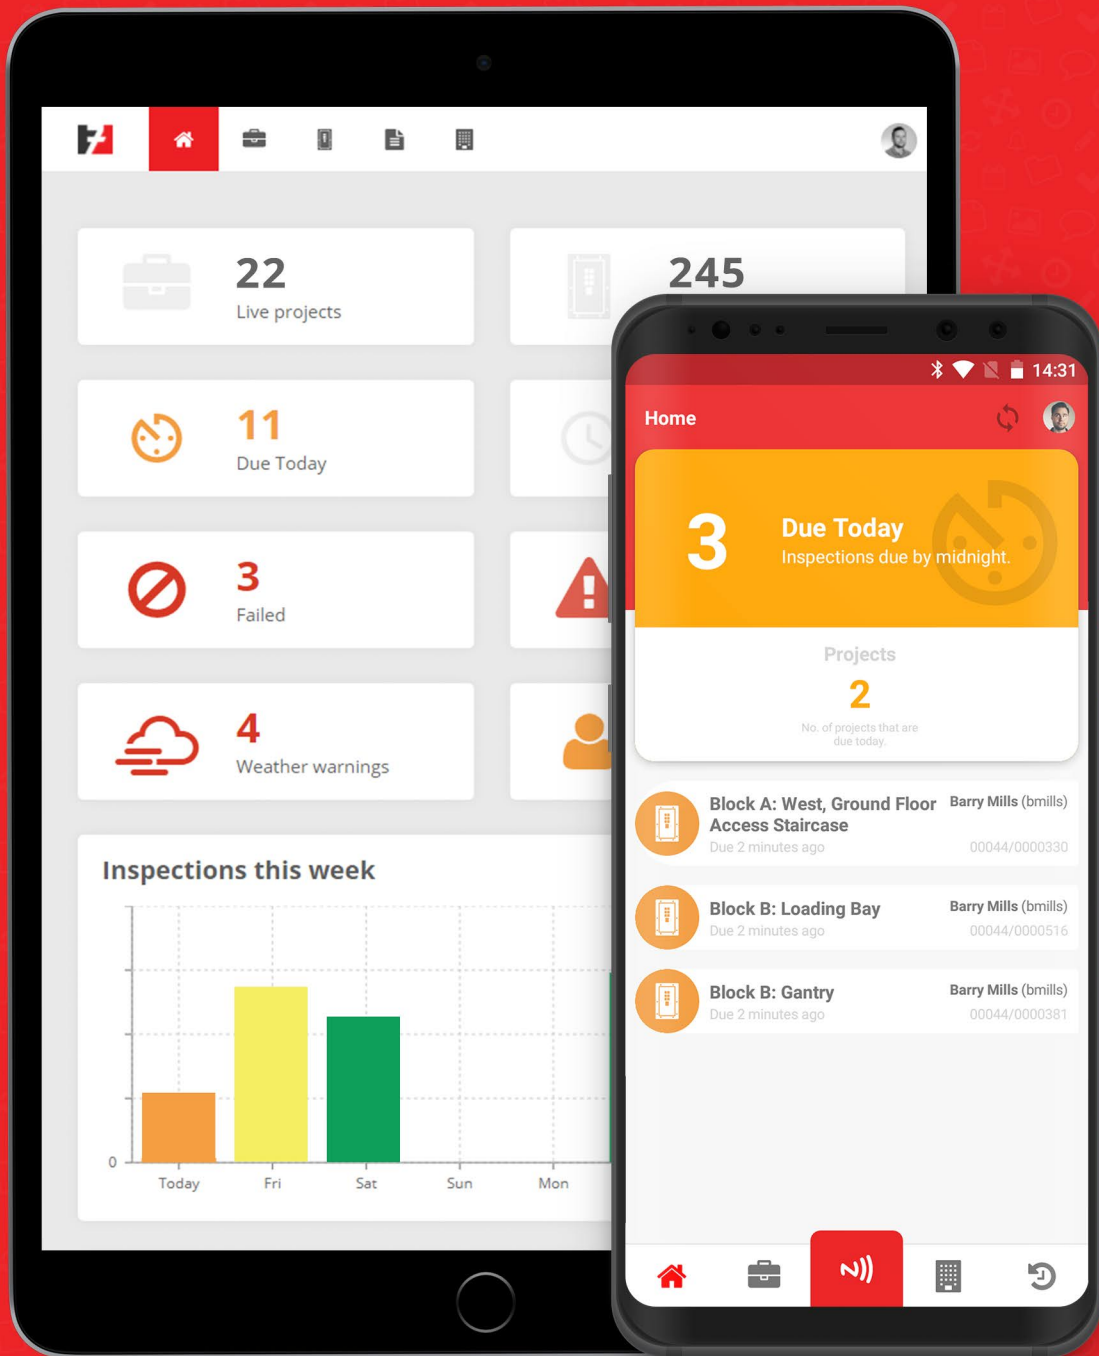 22
Live projects
245
11
Due Today
3
Failed
4
Weather warnings
Inspections this week
0
Today Fri Sat Sun Mon
14:31
Home
3
Due Today
Inspections due by midnight.
Projects
2
No. of projects that are
due today.
Block A: West, Ground Floor
Access Staircase
Barry Mills (bmills)
Due 2 minutes ago
00044/0000330
Block B: Loading Bay
Barry Mills (bmills)
Due 2 minutes ago
00044/0000516
Block B: Gantry
Barry Mills (bmills)
Due 2 minutes ago
00044/0000381